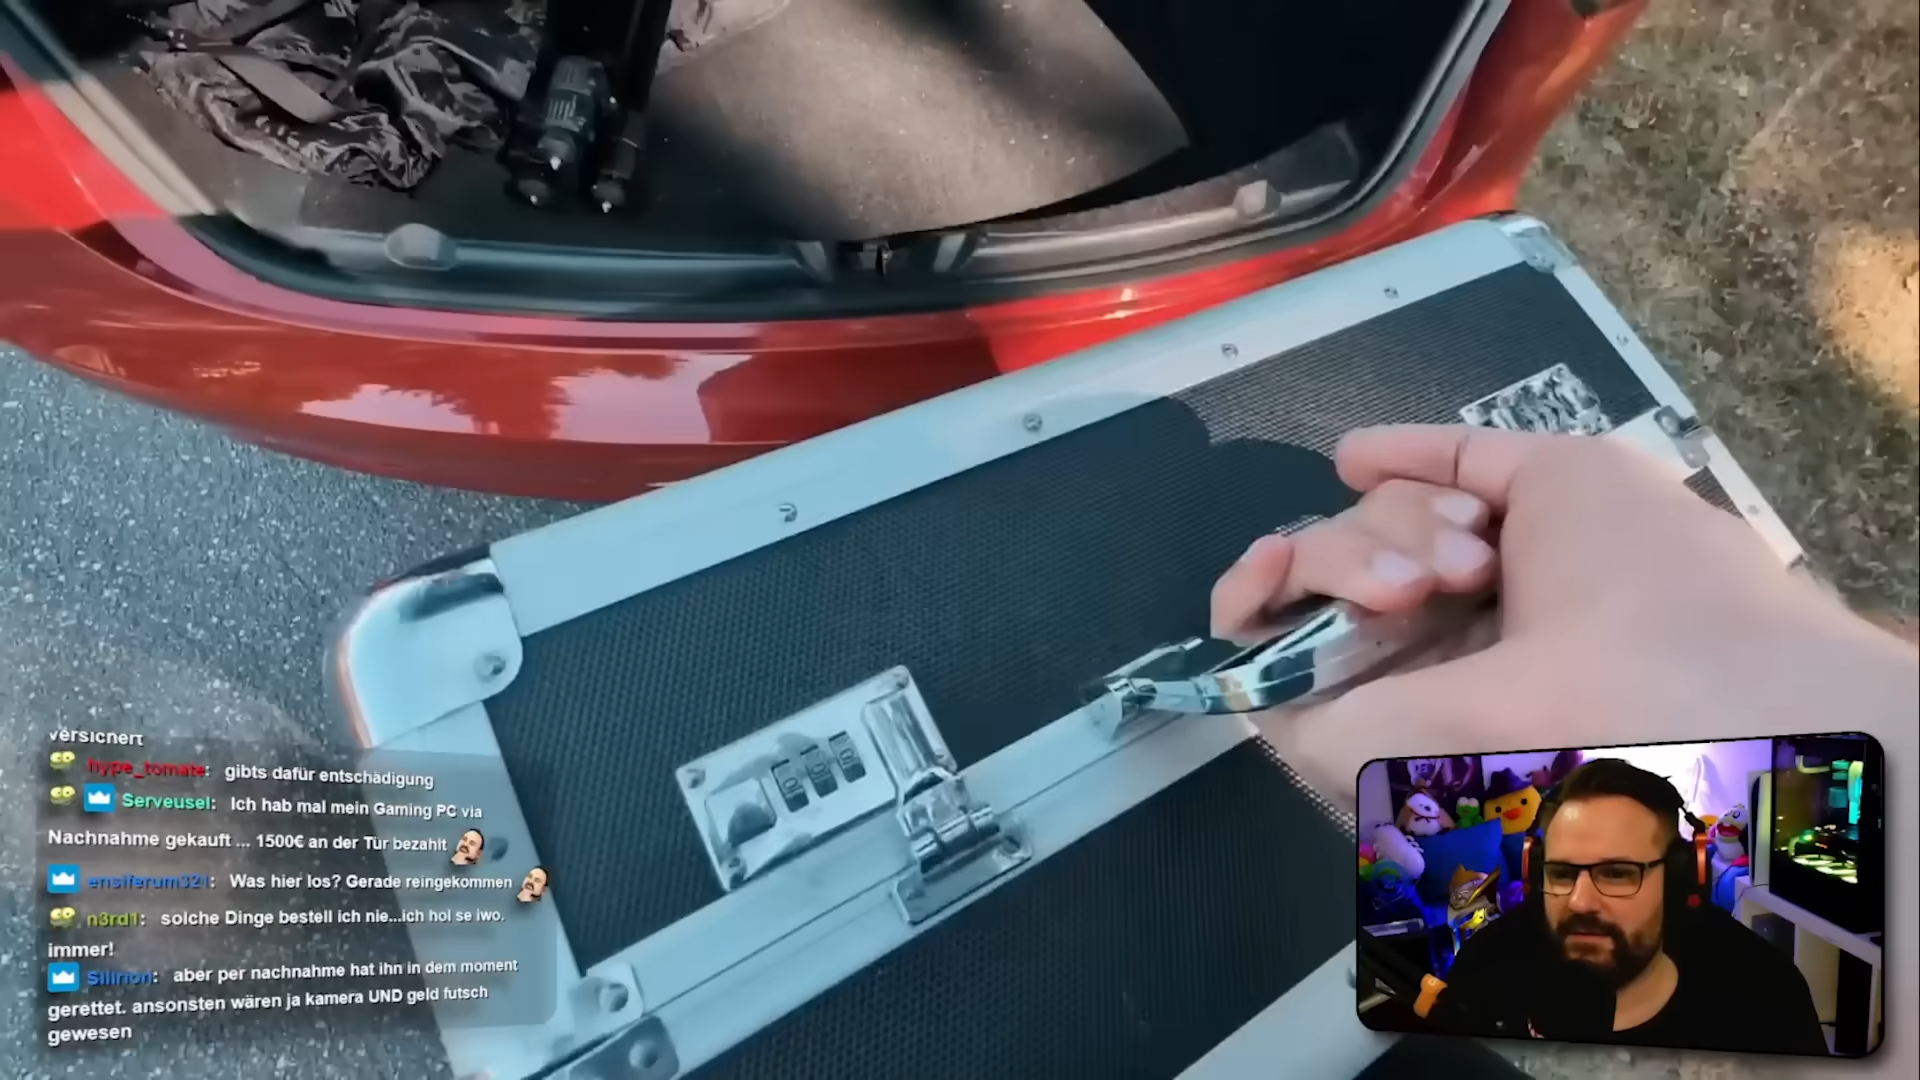 versichert
hype_tomate: gibts dafür entschädigung
Serveusel: Ich hab mal mein Gaming PC via
Nachnahme gekauft ... 1500€ an der Tür bezahlt
ensiferum321: Was hier los? Gerade reingekommen
n3rd1: solche Dinge bestell ich nie...ich hol se iwo.
immer!
Silirion: aber per nachnahme hat ihn in dem moment
gerettet. ansonsten wären ja kamera UND geld futsch
gewesen